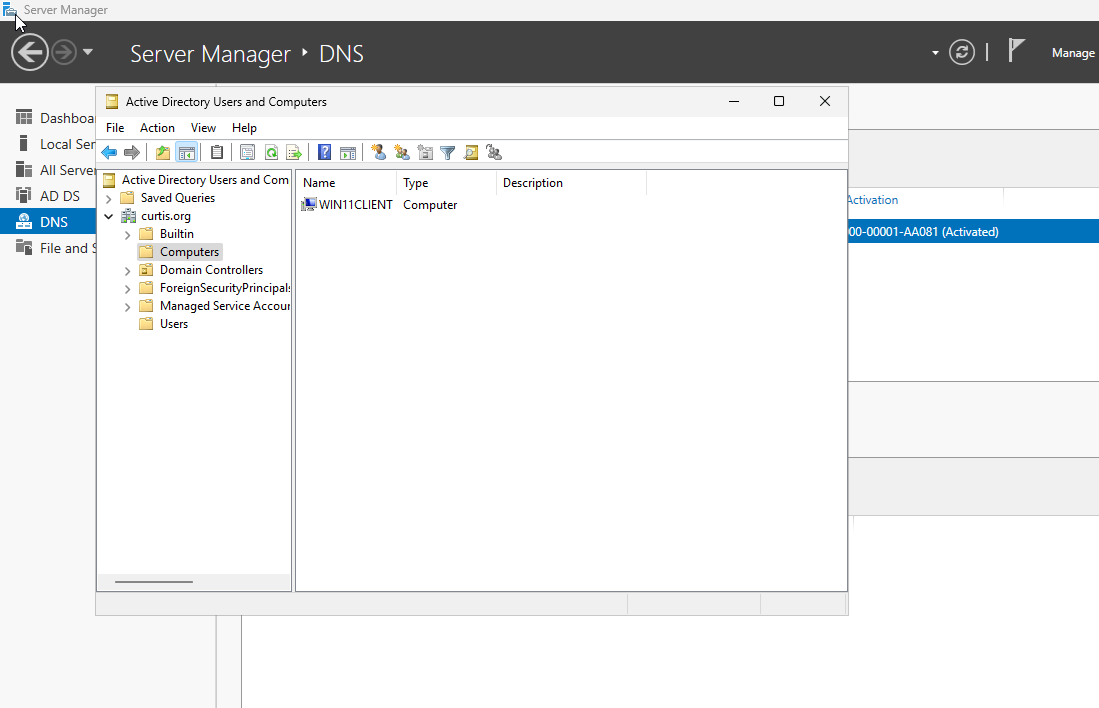 Server Manager
Server Manager ‣ DNS
Manage
Dashboa
Local Ser
All Server
AD DS
DNS
File and S
Active Directory Users and Computers
File Action View Help
Active Directory Users and Com
Saved Queries
curtis.org
Builtin
Computers
Domain Controllers
ForeignSecurityPrincipals
Managed Service Accour
Users
Name Type Description
WIN11CLIENT Computer
Activation
00-00001-AA081 (Activated)